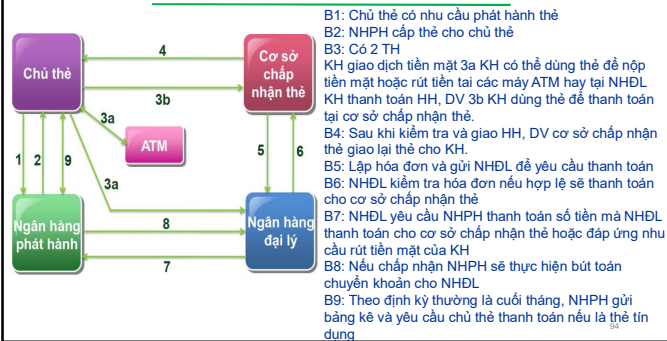 4
Chủ thẻ
Cơ sở
chấp
nhận thẻ
3b
3a
ATM
1
2
9
3a
5
6
Ngân hàng
phát hành
8
Ngân hàng
đại lý
7
B1: Chủ thẻ có nhu cầu phát hành thẻ
B2: NHPH cấp thẻ cho chủ thẻ
B3: Có 2 TH
KH giao dịch tiền mặt 3a KH có thể dùng thẻ để nộp
tiền mặt hoặc rút tiền tai các máy ATM hay tại NHĐL
KH thanh toán HH, DV 3b KH dùng thẻ để thanh toán
tại cơ sở chấp nhận thẻ.
B4: Sau khi kiểm tra và giao HH, DV cơ sở chấp nhận
thẻ giao lại thẻ cho KH.
B5: Lập hóa đơn và gửi NHĐL để yêu cầu thanh toán
B6: NHĐL kiểm tra hóa đơn nếu hợp lệ sẽ thanh toán
cho cơ sở chấp nhận thẻ
B7: NHĐL yêu cầu NHPH thanh toán số tiền mà NHĐL
thanh toán cho cơ sở chấp nhận thẻ hoặc đáp ứng nhu
cầu rút tiền mặt của KH
B8: Nếu chấp nhận NHPH sẽ thực hiện bút toán
chuyển khoản cho NHĐL
B9: Theo định kỳ thường là cuối tháng, NHPH gửi
bảng kê và yêu cầu chủ thẻ thanh toán nếu là thẻ tín
dụng
94